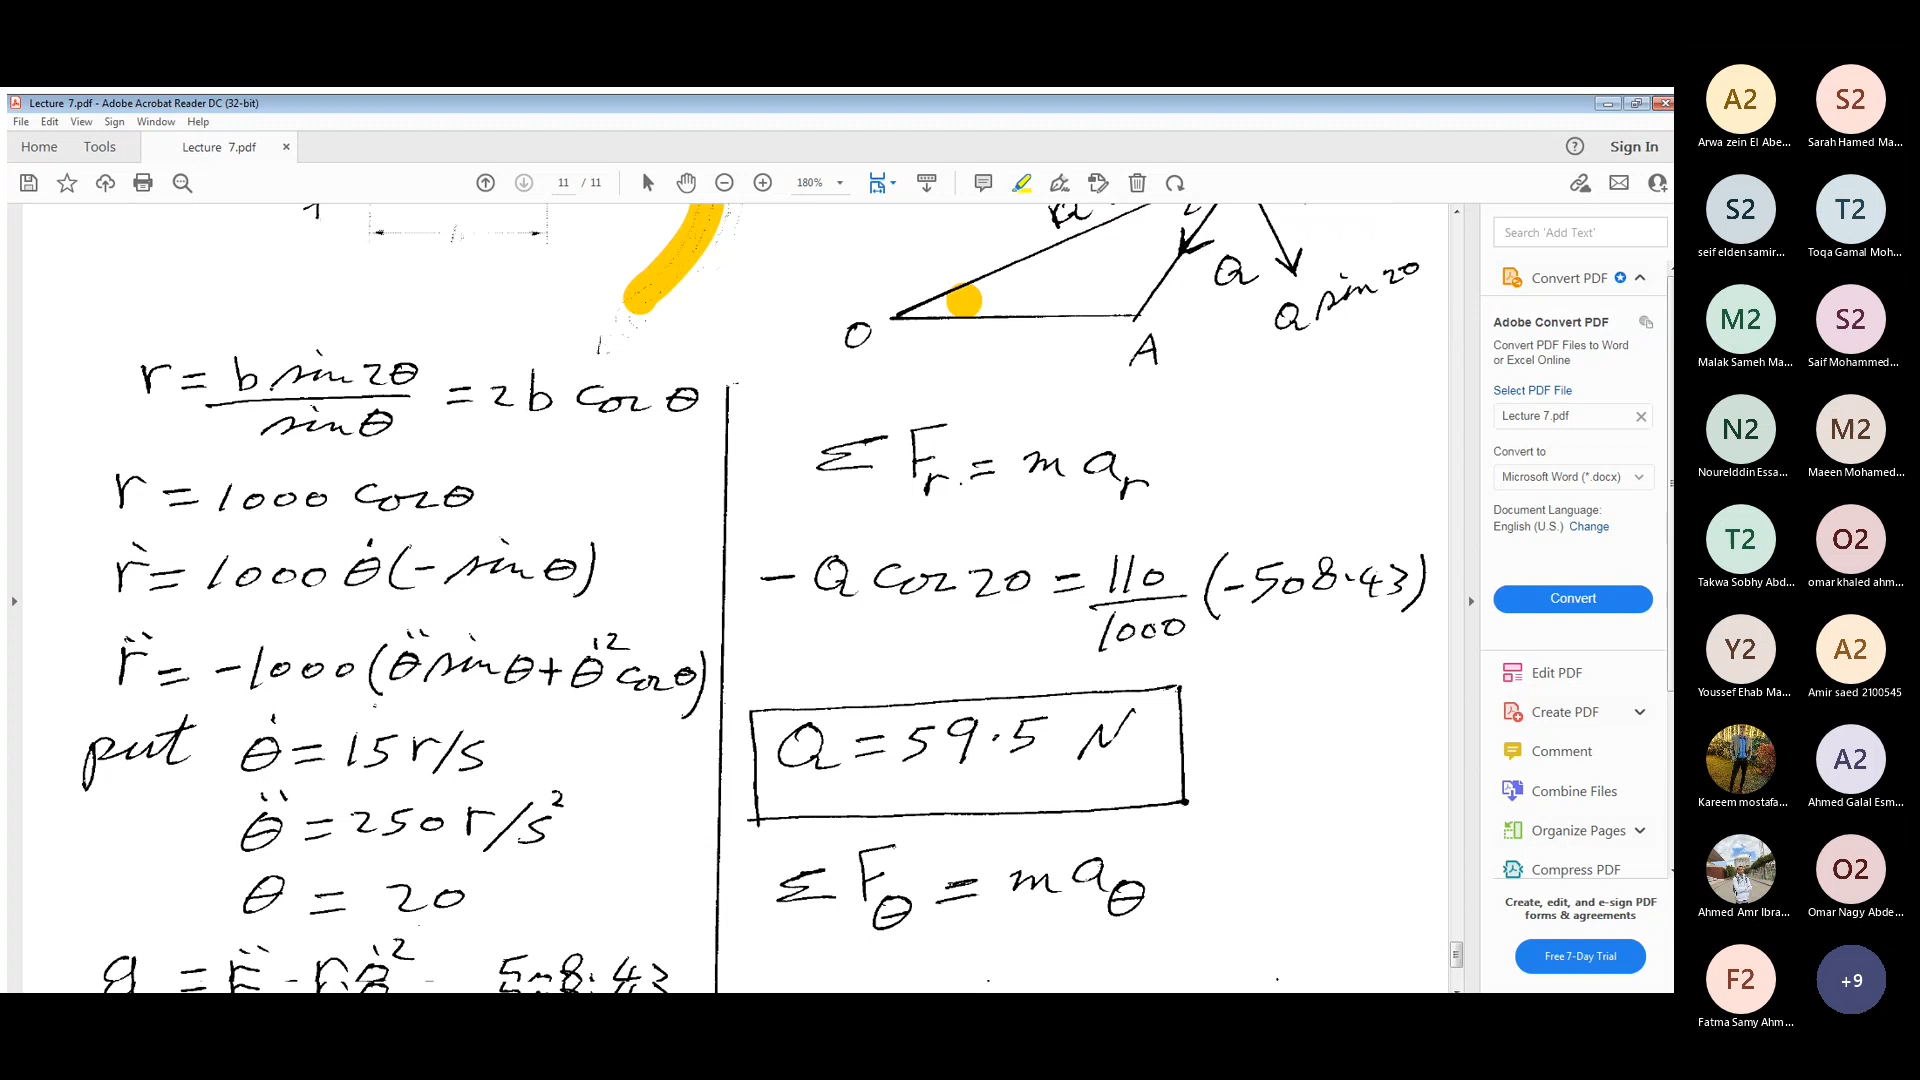 Lecture 7.pdf - Adobe Acrobat Reader DC (32-bit)
File Edit View Sign Window Help
Home Tools Lecture 7.pdf × Sign In
11 / 11 180%
Q
Q sin 20
O
A
r = b sin 2θ / sin θ = 2 b cos θ
r = 1000 cos θ
ṙ = 1000 θ̇ (- sin θ)
r̈ = -1000 (θ̈ sin θ + θ̇² cos θ)
put θ̇ = 15 r/s
θ̈ = 250 r/s²
θ = 20
Σ F_r = m a_r
- Q cos 20 = 110/1000 (-508.43)
Q = 59.5 N
Σ F_θ = m a_θ
Search 'Add Text'
Convert PDF
Adobe Convert PDF
Convert PDF Files to Word
or Excel Online
Select PDF File
Lecture 7.pdf
Convert to
Microsoft Word (*.docx)
Document Language:
English (U.S.) Change
Convert
Edit PDF
Create PDF
Comment
Combine Files
Organize Pages
Compress PDF
Create, edit, and e-sign PDF
forms & agreements
Free 7-Day Trial
A2 S2
Arwa zein El Abe... Sarah Hamed Ma...
S2 T2
seif elden samir... Toqa Gamal Moh...
M2 S2
Malak Sameh Ma... Saif Mohammed...
N2 M2
Nourelddin Essa... Maeen Mohamed...
T2 O2
Takwa Sobhy Abd... omar khaled ahm...
Y2 A2
Youssef Ehab Ma... Amir saed 2100545
A2
Kareem mostafa... Ahmed Galal Esm...
O2
Ahmed Amr Ibra... Omar Nagy Abde...
F2 +9
Fatma Samy Ahm...